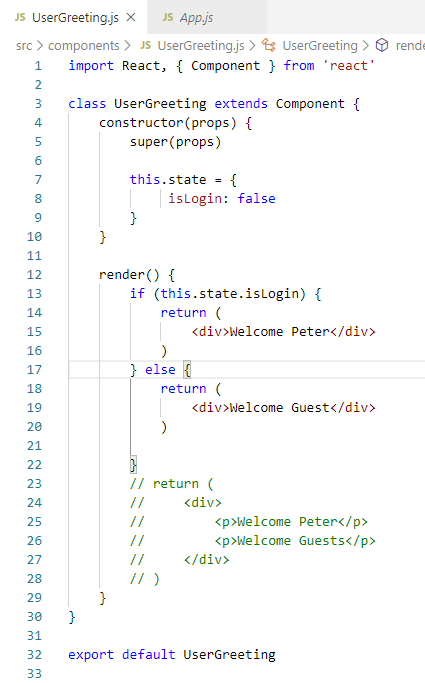 JS UserGreeting.js × JS App.js
src > components > JS UserGreeting.js > UserGreeting > rende
1 import React, { Component } from 'react'
2
3 class UserGreeting extends Component {
4     constructor(props) {
5         super(props)
6
7         this.state = {
8              isLogin: false
9         }
10     }
11
12     render() {
13         if (this.state.isLogin) {
14             return (
15                 <div>Welcome Peter</div>
16             )
17         } else {
18             return (
19                 <div>Welcome Guest</div>
20             )
21
22         }
23         // return (
24         //     <div>
25         //         <p>Welcome Peter</p>
26         //         <p>Welcome Guests</p>
27         //     </div>
28         // )
29     }
30 }
31
32 export default UserGreeting
33